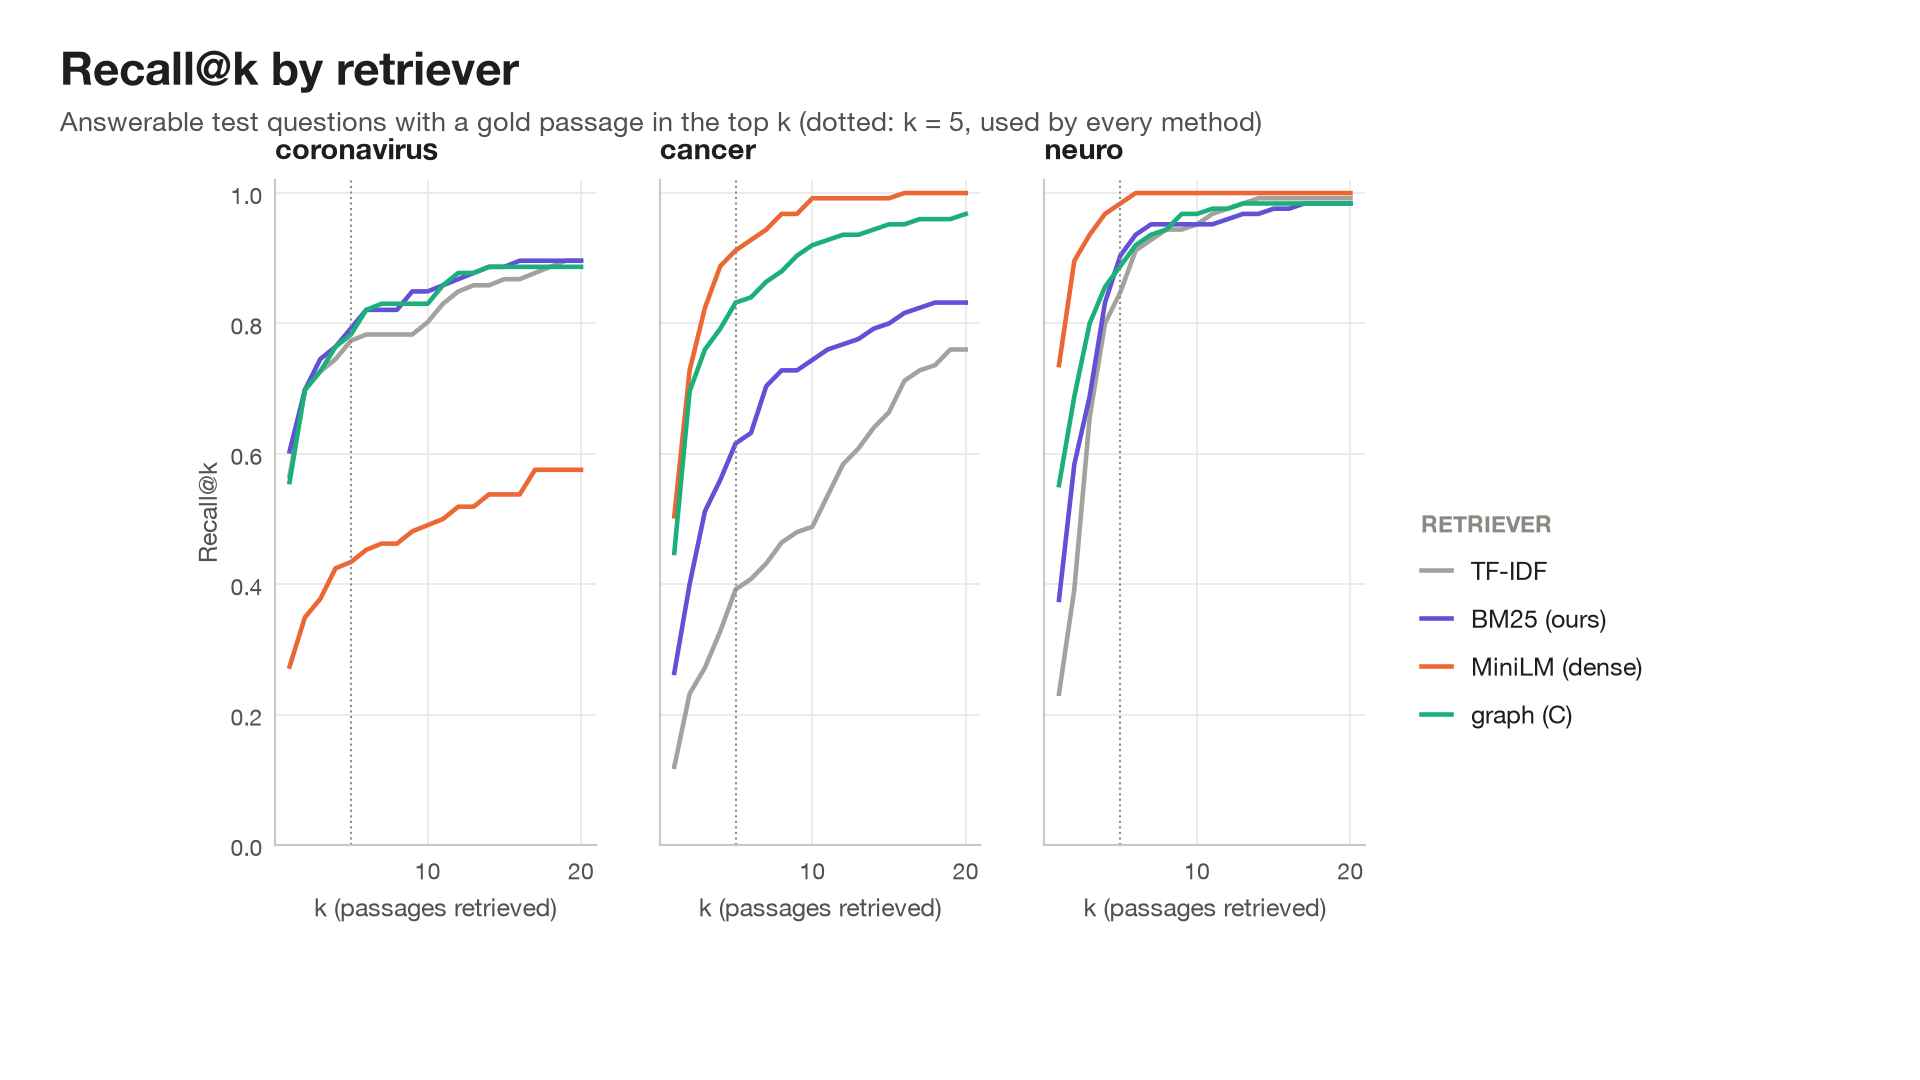 Recall@k by retriever
Answerable test questions with a gold passage in the top k (dotted: k = 5, used by every method)
coronavirus
cancer
neuro
1.0
0.8
0.6
0.4
0.2
0.0
Recall@k
10
20
10
20
10
20
k (passages retrieved)
k (passages retrieved)
k (passages retrieved)
RETRIEVER
TF-IDF
BM25 (ours)
MiniLM (dense)
graph (C)